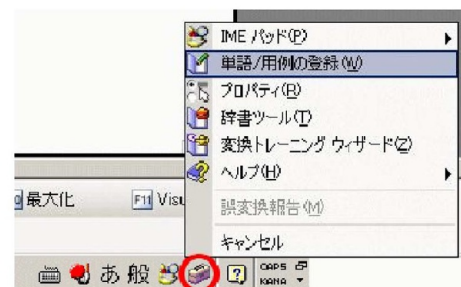 IME パッド(P)
単語/用例の登録(W)
プロパティ(R)
辞書ツール(T)
変換トレーニング ウィザード(Z)
ヘルプ(H)
誤変換報告(M)
キャンセル
最大化 F11 Visu
あ 般 CAPS
KANA